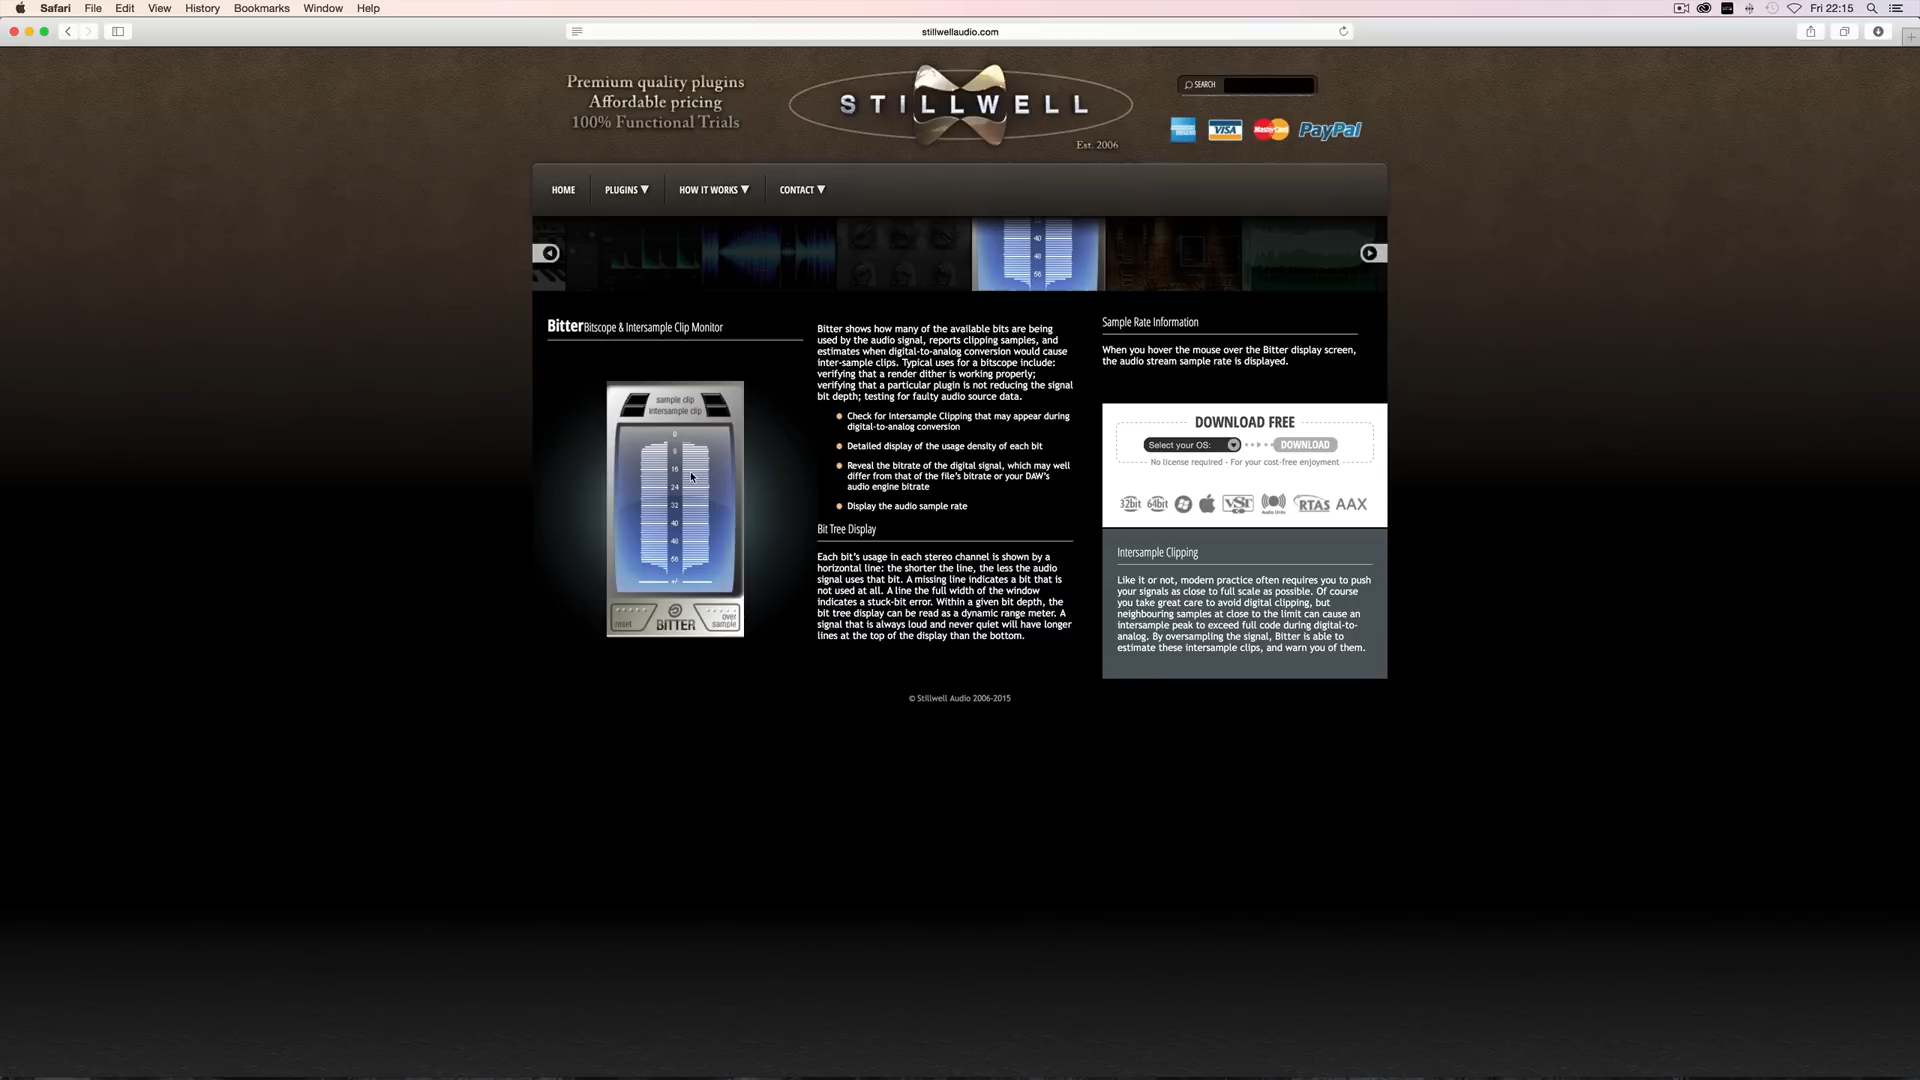 Safari File Edit View History Bookmarks Window Help
Fri 22:15
stillwellaudio.com
Premium quality plugins
Affordable pricing
100% Functional Trials
STILLWELL
Est. 2006
SEARCH
VISA MasterCard PayPal
HOME PLUGINS HOW IT WORKS CONTACT
40
48
56
Bitter Bitscope & Intersample Clip Monitor
sample clip
intersample clip
0
8
16
24
32
40
48
56
+/-
reset
BITTER
over
sample
Bitter shows how many of the available bits are being
used by the audio signal, reports clipping samples, and
estimates when digital-to-analog conversion would cause
inter-sample clips. Typical uses for a bitscope include:
verifying that a render dither is working properly;
verifying that a particular plugin is not reducing the signal
bit depth; testing for faulty audio source data.
Check for Intersample Clipping that may appear during
digital-to-analog conversion
Detailed display of the usage density of each bit
Reveal the bitrate of the digital signal, which may well
differ from that of the file's bitrate or your DAW's
audio engine bitrate
Display the audio sample rate
Bit Tree Display
Each bit's usage in each stereo channel is shown by a
horizontal line: the shorter the line, the less the audio
signal uses that bit. A missing line indicates a bit that is
not used at all. A line the full width of the window
indicates a stuck-bit error. Within a given bit depth, the
bit tree display can be read as a dynamic range meter. A
signal that is always loud and never quiet will have longer
lines at the top of the display than the bottom.
Sample Rate Information
When you hover the mouse over the Bitter display screen,
the audio stream sample rate is displayed.
DOWNLOAD FREE
Select your OS: DOWNLOAD
No license required - For your cost-free enjoyment
32bit 64bit VST Audio Units RTAS AAX
Intersample Clipping
Like it or not, modern practice often requires you to push
your signals as close to full scale as possible. Of course
you take great care to avoid digital clipping, but
neighbouring samples at close to the limit can cause an
intersample peak to exceed full code during digital-to-
analog. By oversampling the signal, Bitter is able to
estimate these intersample clips, and warn you of them.
© Stillwell Audio 2006-2015